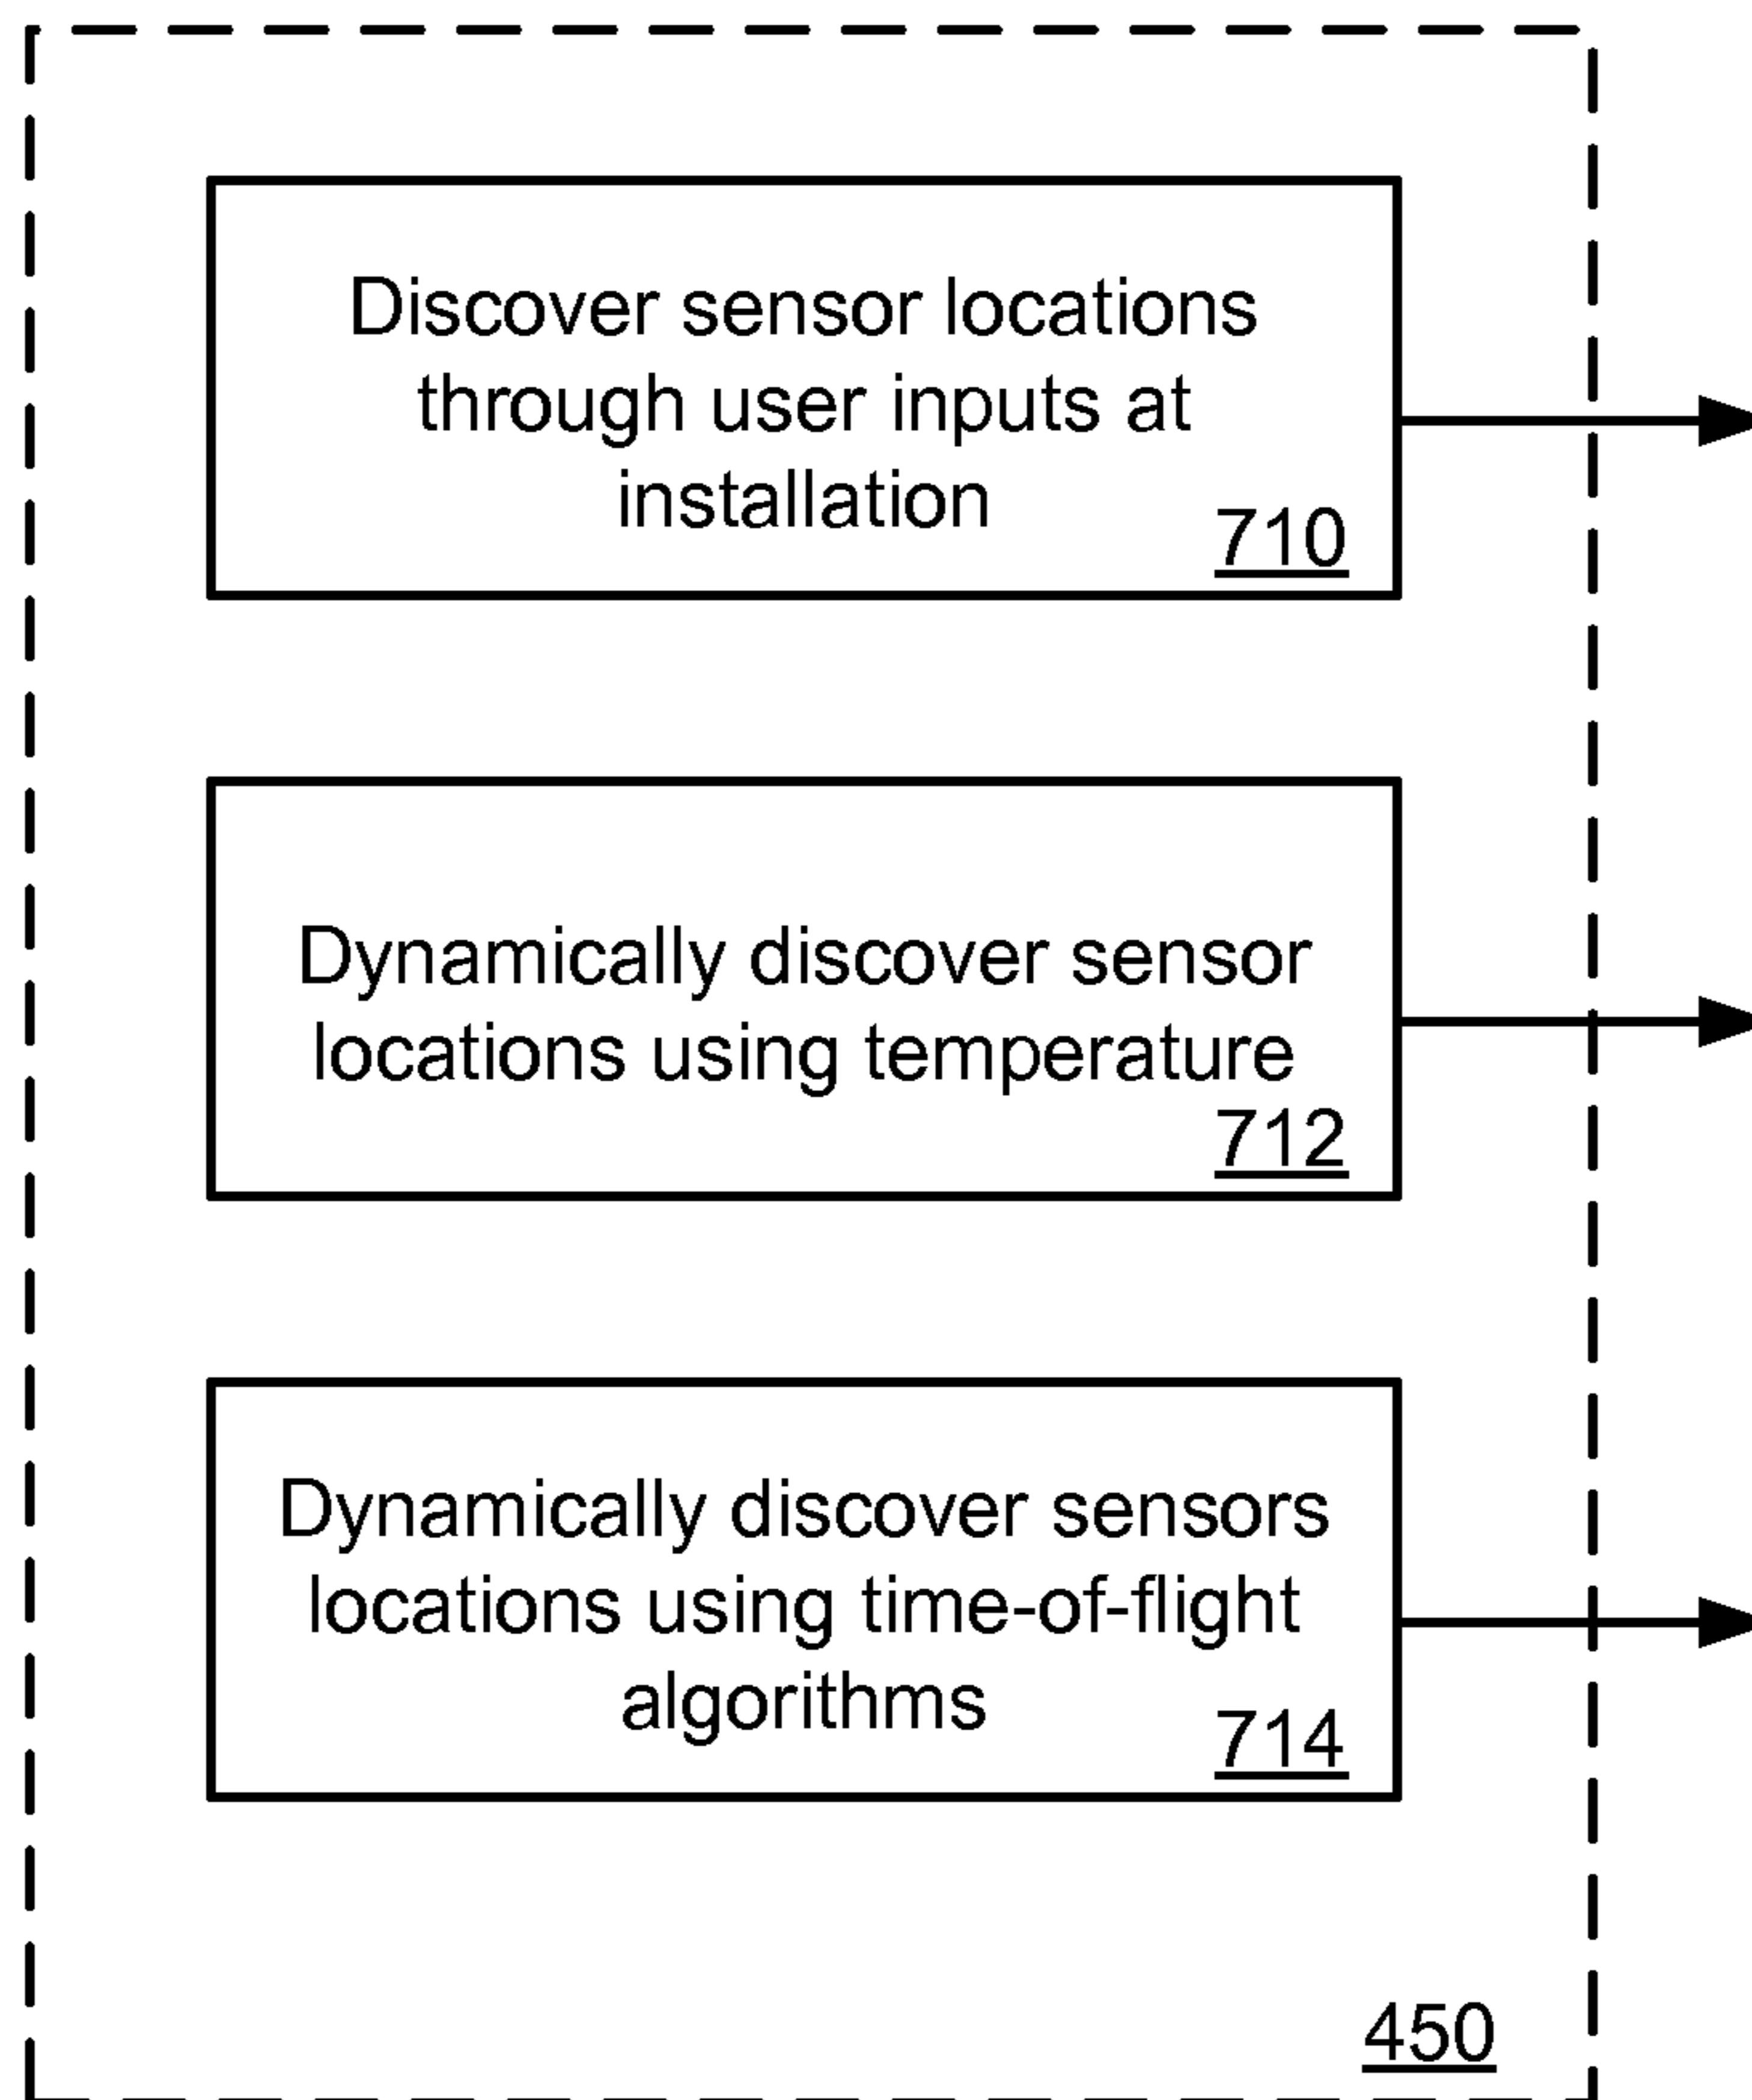 Discover sensor locations
through user inputs at
installation
710
Dynamically discover sensor
locations using temperature
712
Dynamically discover sensors
locations using time-of-flight
algorithms
714
450